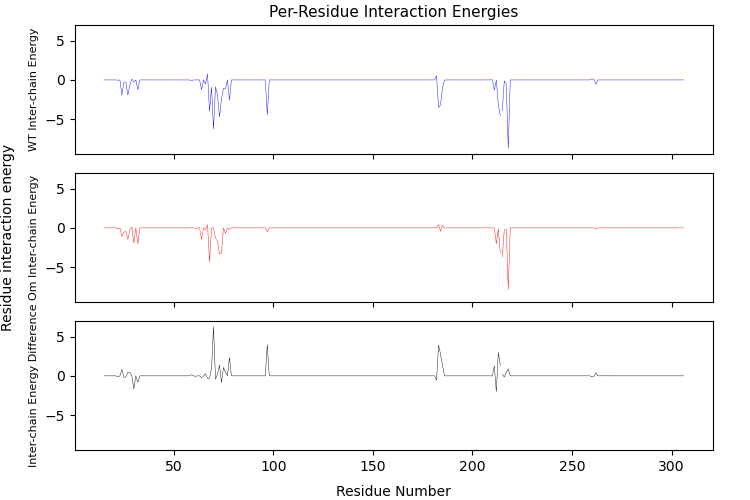 Per-Residue Interaction Energies
Residue interaction energy
WT Inter-chain Energy
5
0
−5
Om Inter-chain Energy
5
0
−5
Inter-chain Energy Difference
5
0
−5
50
100
150
200
250
300
Residue Number